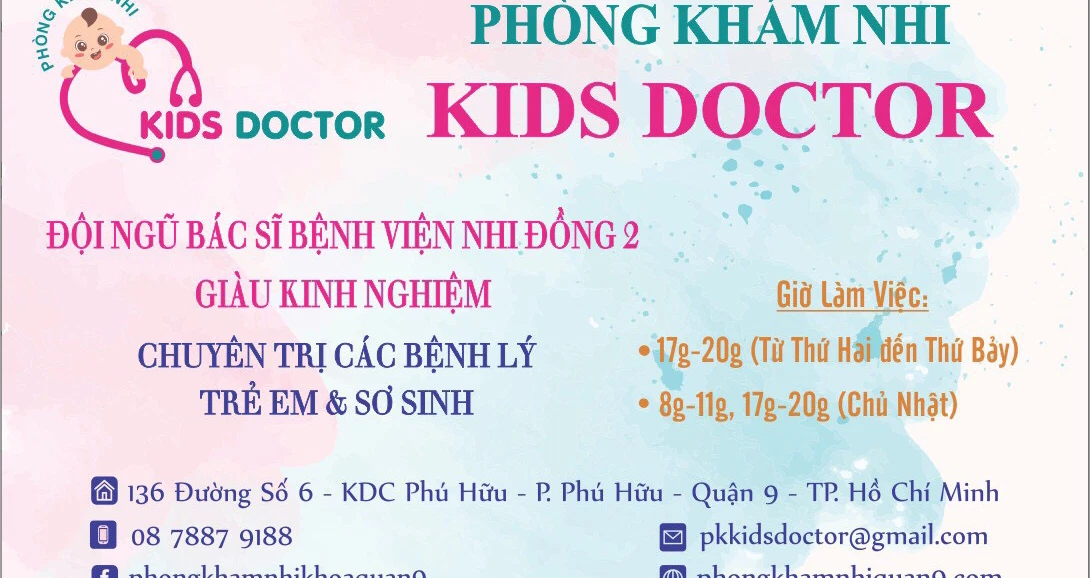 PHÒNG KHÁM NHI
KIDS DOCTOR
PHÒNG KHÁM NHI
KIDS DOCTOR
ĐỘI NGŨ BÁC SĨ BỆNH VIỆN NHI ĐỒNG 2
GIÀU KINH NGHIỆM
CHUYÊN TRỊ CÁC BỆNH LÝ
TRẺ EM & SƠ SINH
Giờ Làm Việc:
• 17g-20g (Từ Thứ Hai đến Thứ Bảy)
• 8g-11g, 17g-20g (Chủ Nhật)
136 Đường Số 6 - KDC Phú Hữu - P. Phú Hữu - Quận 9 - TP. Hồ Chí Minh
08 7887 9188
pkkidsdoctor@gmail.com
phongkhamnhikhoaquan9
phongkhamnhiquan9.com